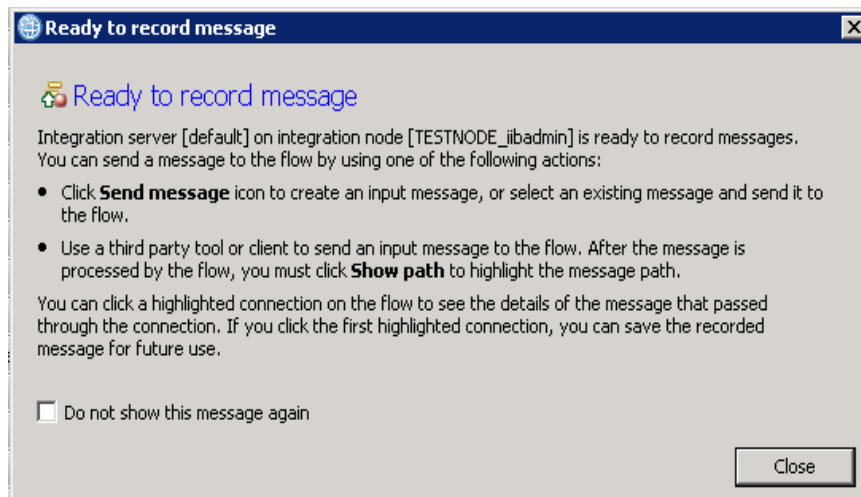 Ready to record message
Ready to record message
Integration server [default] on integration node [TESTNODE_iibadmin] is ready to record messages.
You can send a message to the flow by using one of the following actions:
• Click Send message icon to create an input message, or select an existing message and send it to
the flow.
• Use a third party tool or client to send an input message to the flow. After the message is
processed by the flow, you must click Show path to highlight the message path.
You can click a highlighted connection on the flow to see the details of the message that passed
through the connection. If you click the first highlighted connection, you can save the recorded
message for future use.
Do not show this message again
Close